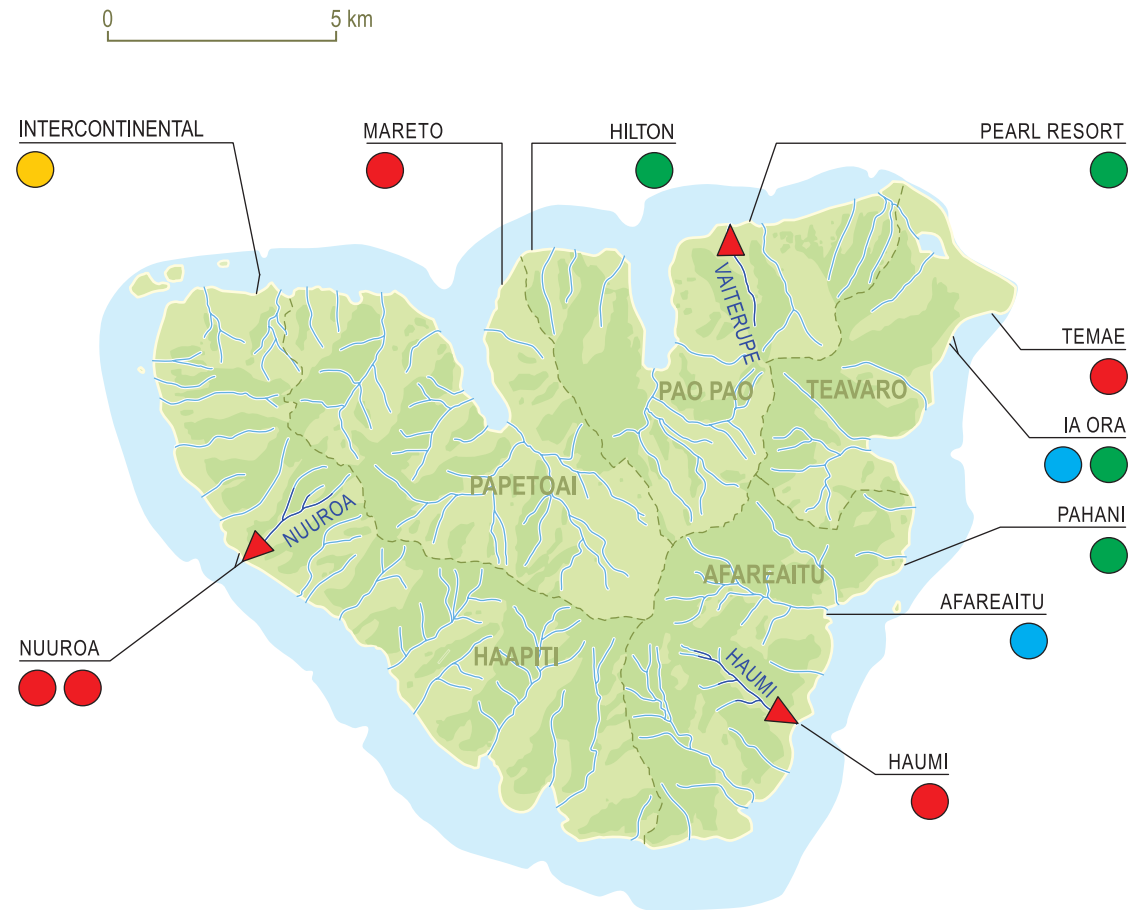 0 5 km
INTERCONTINENTAL
MARETO
HILTON
PEARL RESORT
VAITERUPE
TEMAE
PAO PAO
TEAVARO
IA ORA
PAPETOAI
NUUROA
PAHANI
AFAREAITU
AFAREAITU
NUUROA
HAAPITI
HAUMI
HAUMI